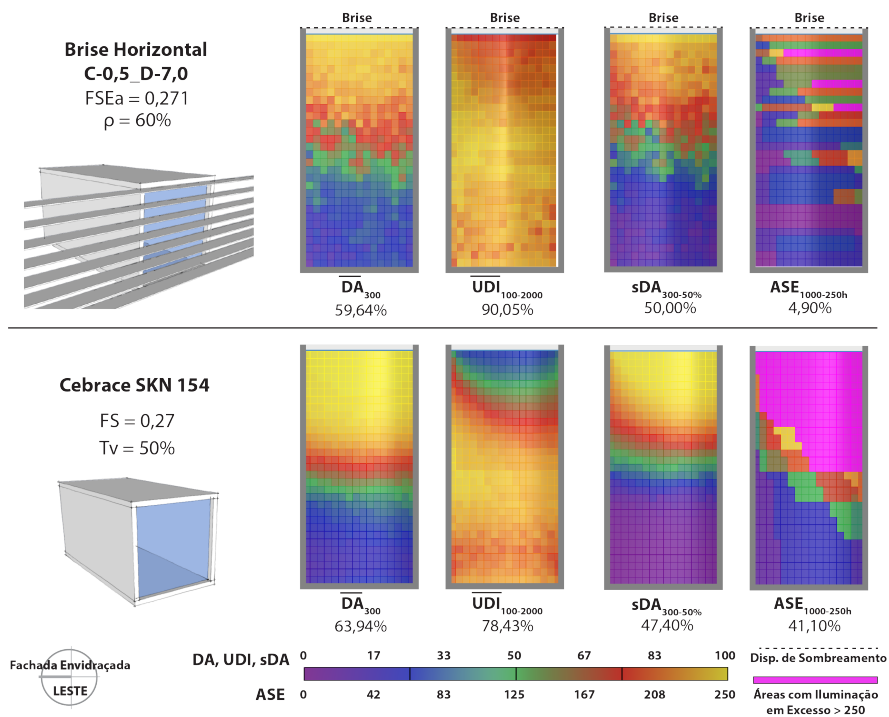 Brise Horizontal
C-0,5_D-7,0
FSEa = 0,271
ρ = 60%
Brise
Brise
Brise
Brise
DA300
59,64%
UDI100-2000
90,05%
sDA300-50%
50,00%
ASE1000-250h
4,90%
Cebrace SKN 154
FS = 0,27
Tv = 50%
DA300
63,94%
UDI100-2000
78,43%
sDA300-50%
47,40%
ASE1000-250h
41,10%
Fachada Envidraçada
LESTE
DA, UDI, sDA
0 17 33 50 67 83 100
ASE
0 42 83 125 167 208 250
Disp. de Sombreamento
Áreas com Iluminação
em Excesso > 250